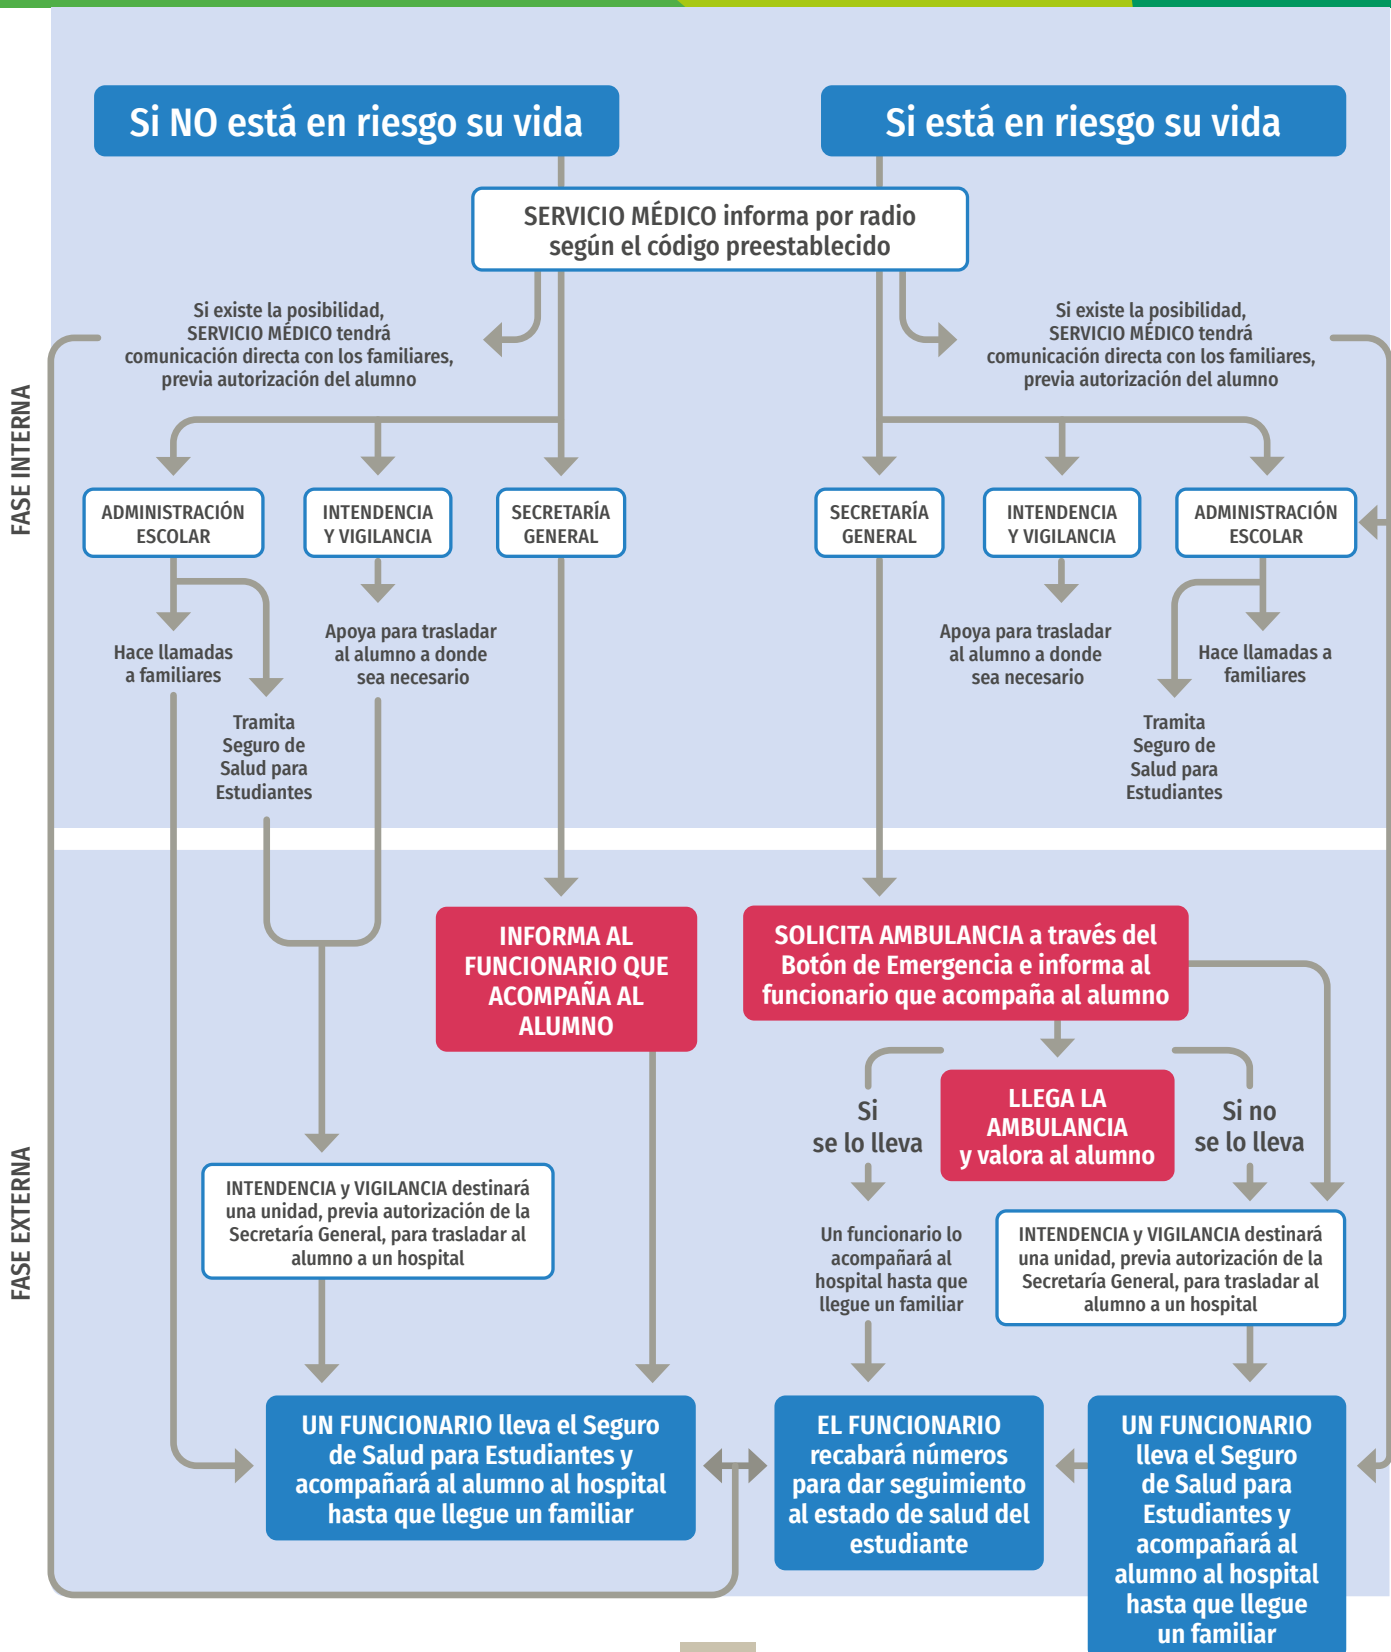 Si NO está en riesgo su vida
Si está en riesgo su vida
SERVICIO MÉDICO informa por radio
según el código preestablecido
Si existe la posibilidad,
SERVICIO MÉDICO tendrá
comunicación directa con los familiares,
previa autorización del alumno
Si existe la posibilidad,
SERVICIO MÉDICO tendrá
comunicación directa con los familiares,
previa autorización del alumno
FASE INTERNA
ADMINISTRACIÓN
ESCOLAR
INTENDENCIA
Y VIGILANCIA
SECRETARÍA
GENERAL
SECRETARÍA
GENERAL
INTENDENCIA
Y VIGILANCIA
ADMINISTRACIÓN
ESCOLAR
Hace llamadas
a familiares
Apoya para trasladar
al alumno a donde
sea necesario
Apoya para trasladar
al alumno a donde
sea necesario
Hace llamadas a
familiares
Tramita
Seguro de
Salud para
Estudiantes
Tramita
Seguro de
Salud para
Estudiantes
FASE EXTERNA
INFORMA AL
FUNCIONARIO QUE
ACOMPAÑA AL
ALUMNO
SOLICITA AMBULANCIA a través del
Botón de Emergencia e informa al
funcionario que acompaña al alumno
Si
se lo lleva
LLEGA LA
AMBULANCIA
y valora al alumno
Si no
se lo lleva
INTENDENCIA y VIGILANCIA destinará
una unidad, previa autorización de la
Secretaría General, para trasladar al
alumno a un hospital
Un funcionario lo
acompañará al
hospital hasta que
llegue un familiar
INTENDENCIA y VIGILANCIA destinará
una unidad, previa autorización de la
Secretaría General, para trasladar al
alumno a un hospital
UN FUNCIONARIO lleva el Seguro
de Salud para Estudiantes y
acompañará al alumno al hospital
hasta que llegue un familiar
EL FUNCIONARIO
recabará números
para dar seguimiento
al estado de salud del
estudiante
UN FUNCIONARIO
lleva el Seguro
de Salud para
Estudiantes y
acompañará al
alumno al hospital
hasta que llegue
un familiar